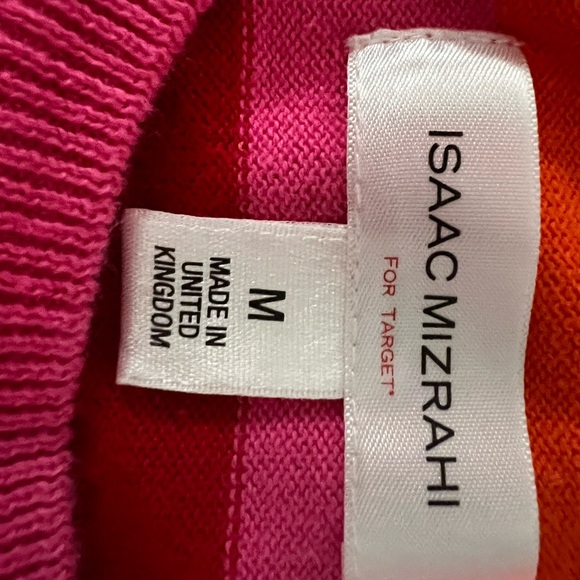 ISAAC MIZRAHI
FOR TARGET*
M
MADE IN
UNITED
KINGDOM